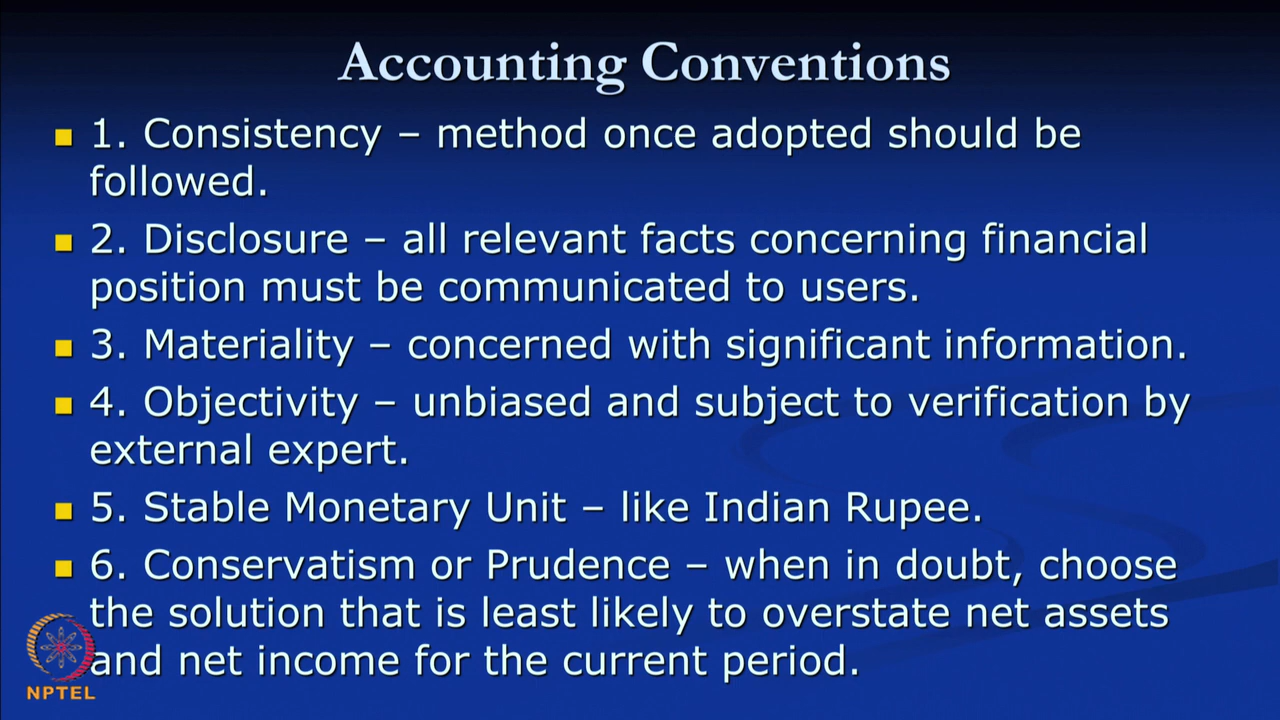 Accounting Conventions
1. Consistency – method once adopted should be
followed.
2. Disclosure – all relevant facts concerning financial
position must be communicated to users.
3. Materiality – concerned with significant information.
4. Objectivity – unbiased and subject to verification by
external expert.
5. Stable Monetary Unit – like Indian Rupee.
6. Conservatism or Prudence – when in doubt, choose
the solution that is least likely to overstate net assets
and net income for the current period.
NPTEL